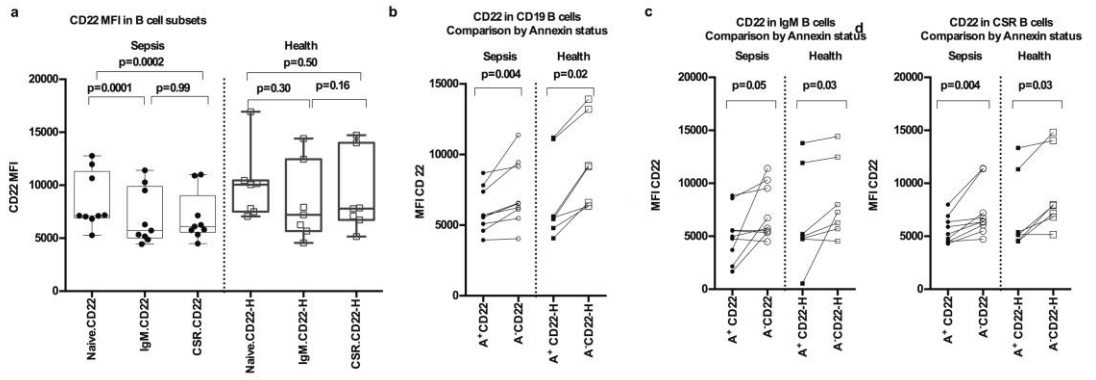 a
CD22 MFI in B cell subsets
Sepsis
Health
p=0.0002
p=0.50
p=0.0001
p=0.99
p=0.30
p=0.16
20000
15000
10000
5000
0
CD22 MFI
Naive.CD22-
IgM.CD22-
CSR.CD22-
Naive.CD22-H
IgM.CD22-H
CSR.CD22-H
b
CD22 in CD19 B cells
Comparison by Annexin status
Sepsis
Health
p=0.004
p=0.02
15000
10000
5000
0
MFI CD 22
A+ CD22-
A-CD22-
A+ CD22-H
A-CD22-H
c
CD22 in IgM B cells
Comparison by Annexin status
Sepsis
Health
p=0.05
p=0.03
20000
15000
10000
5000
0
MFI CD22
A+ CD22-
A-CD22-
A+ CD22-H
A-CD22-H
d
CD22 in CSR B cells
Comparison by Annexin status
Sepsis
Health
p=0.004
p=0.03
20000
15000
10000
5000
0
MFI CD22
A+ CD22-
A-CD22-
A+ CD22-H
A-CD22-H